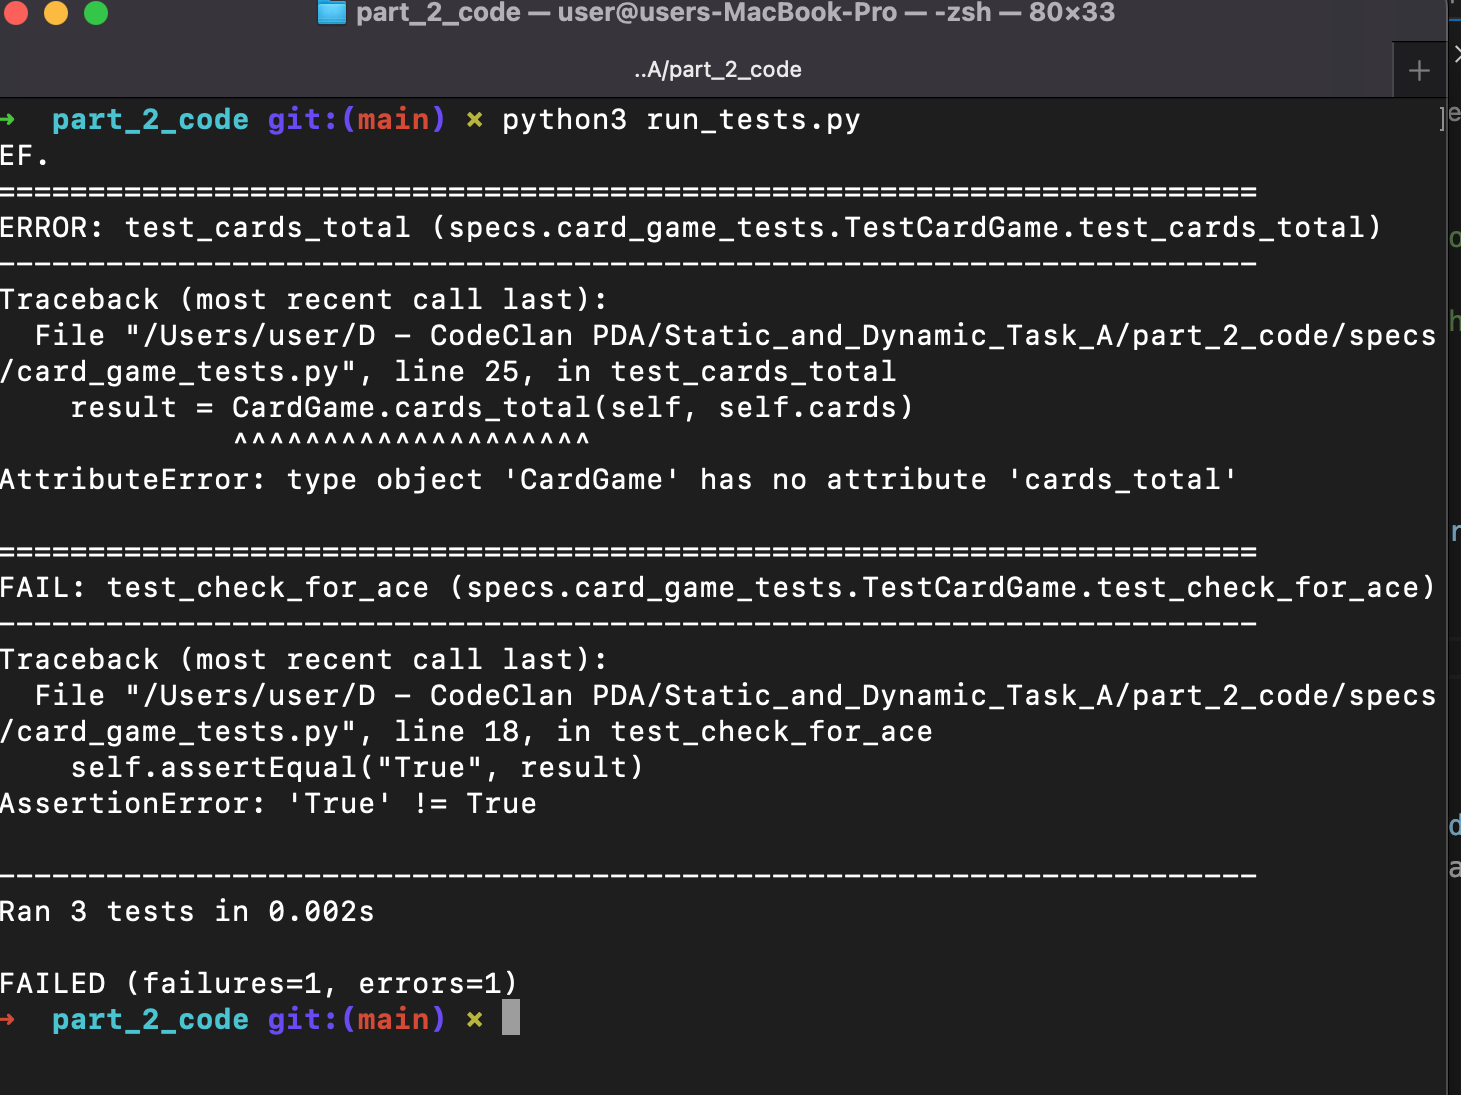 part_2_code — user@users-MacBook-Pro — -zsh — 80×33
..A/part_2_code
+
→ part_2_code git:(main) × python3 run_tests.py ]
EF.
======================================================================
ERROR: test_cards_total (specs.card_game_tests.TestCardGame.test_cards_total)
----------------------------------------------------------------------
Traceback (most recent call last):
  File "/Users/user/D - CodeClan PDA/Static_and_Dynamic_Task_A/part_2_code/specs
/card_game_tests.py", line 25, in test_cards_total
    result = CardGame.cards_total(self, self.cards)
             ^^^^^^^^^^^^^^^^^^^^
AttributeError: type object 'CardGame' has no attribute 'cards_total'
======================================================================
FAIL: test_check_for_ace (specs.card_game_tests.TestCardGame.test_check_for_ace)
----------------------------------------------------------------------
Traceback (most recent call last):
  File "/Users/user/D - CodeClan PDA/Static_and_Dynamic_Task_A/part_2_code/specs
/card_game_tests.py", line 18, in test_check_for_ace
    self.assertEqual("True", result)
AssertionError: 'True' != True
----------------------------------------------------------------------
Ran 3 tests in 0.002s
FAILED (failures=1, errors=1)
→ part_2_code git:(main) ×